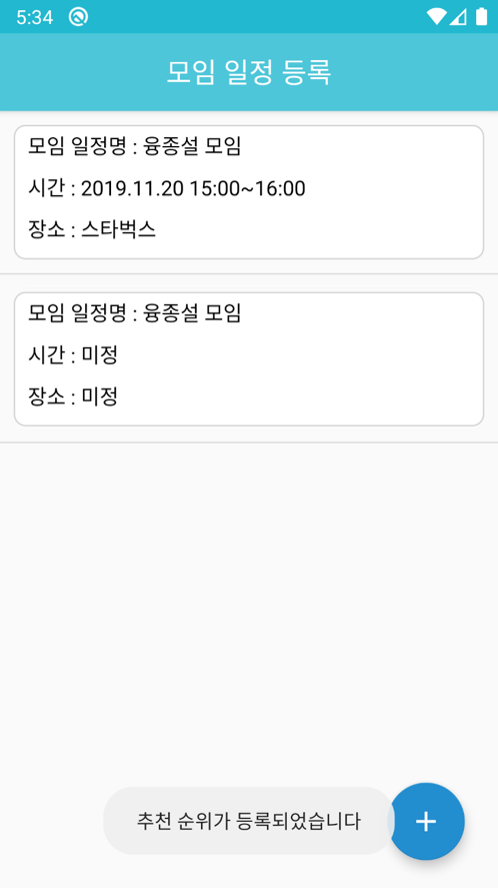 5:34
모임 일정 등록
모임 일정명 : 융종설 모임
시간 : 2019.11.20 15:00~16:00
장소 : 스타벅스
모임 일정명 : 융종설 모임
시간 : 미정
장소 : 미정
추천 순위가 등록되었습니다
+